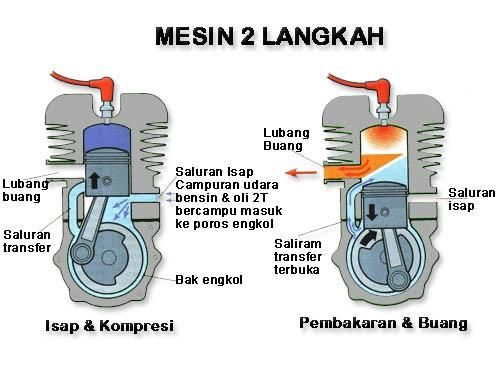 MESIN 2 LANGKAH
Lubang
buang
Saluran
transfer
Saluran Isap
Campuran udara
bensin & oli 2T
bercampu masuk
ke poros engkol
Bak engkol
Isap & Kompresi
Lubang
Buang
Saluran
isap
Saliram
transfer
terbuka
Pembakaran & Buang